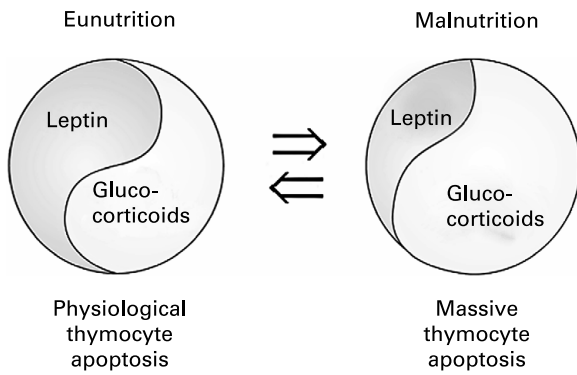 Eunutrition
Malnutrition
Leptin
Gluco-
corticoids
Leptin
Gluco-
corticoids
Physiological
thymocyte
apoptosis
Massive
thymocyte
apoptosis